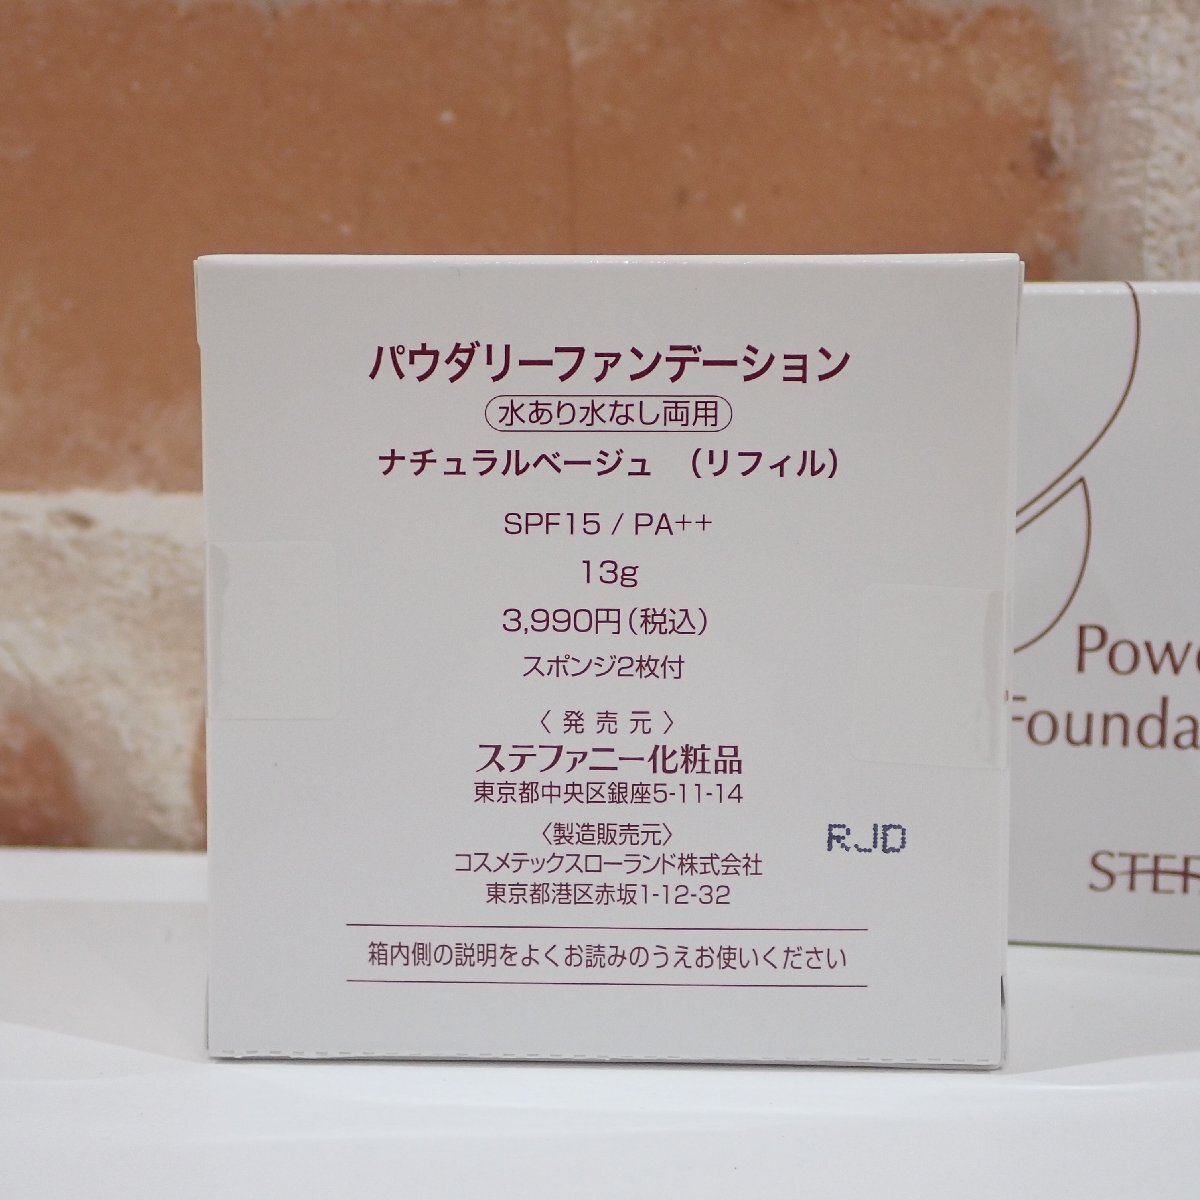 パウダリーファンデーション
水あり水なし両用
ナチュラルベージュ （リフィル）
SPF15 / PA++
13g
3,990円（税込）
スポンジ2枚付
〈 発 売 元 〉
ステファニー化粧品
東京都中央区銀座5-11-14
〈製造販売元〉
コスメテックスローランド株式会社
東京都港区赤坂1-12-32
RJD
箱内側の説明をよくお読みのうえお使いください
Powe
Founda
STEP